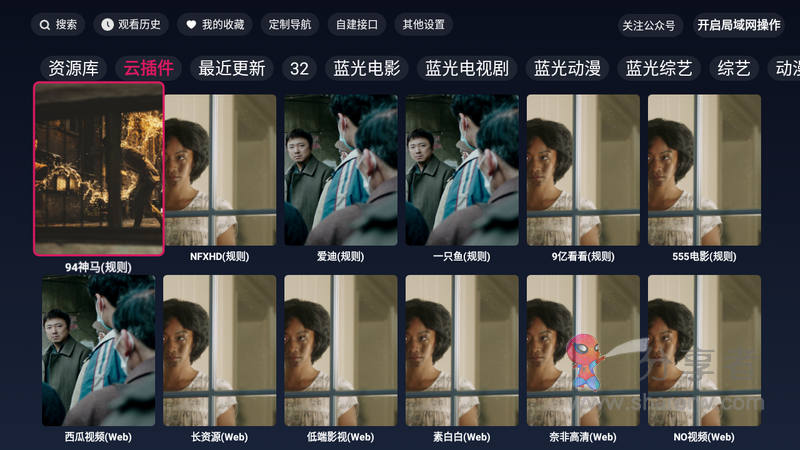 搜索 观看历史 我的收藏 定制导航 自建接口 其他设置 关注公众号 开启局域网操作
资源库 云插件 最近更新 32 蓝光电影 蓝光电视剧 蓝光动漫 蓝光综艺 综艺 动漫
94神马(规则) NFXHD(规则) 爱迪(规则) 一只鱼(规则) 9亿看看(规则) 555电影(规则)
分享
西瓜视频(Web) 长资源(Web) 低端影视(Web) 素白白(Web) 奈非高清(Web) NO视频(Web)